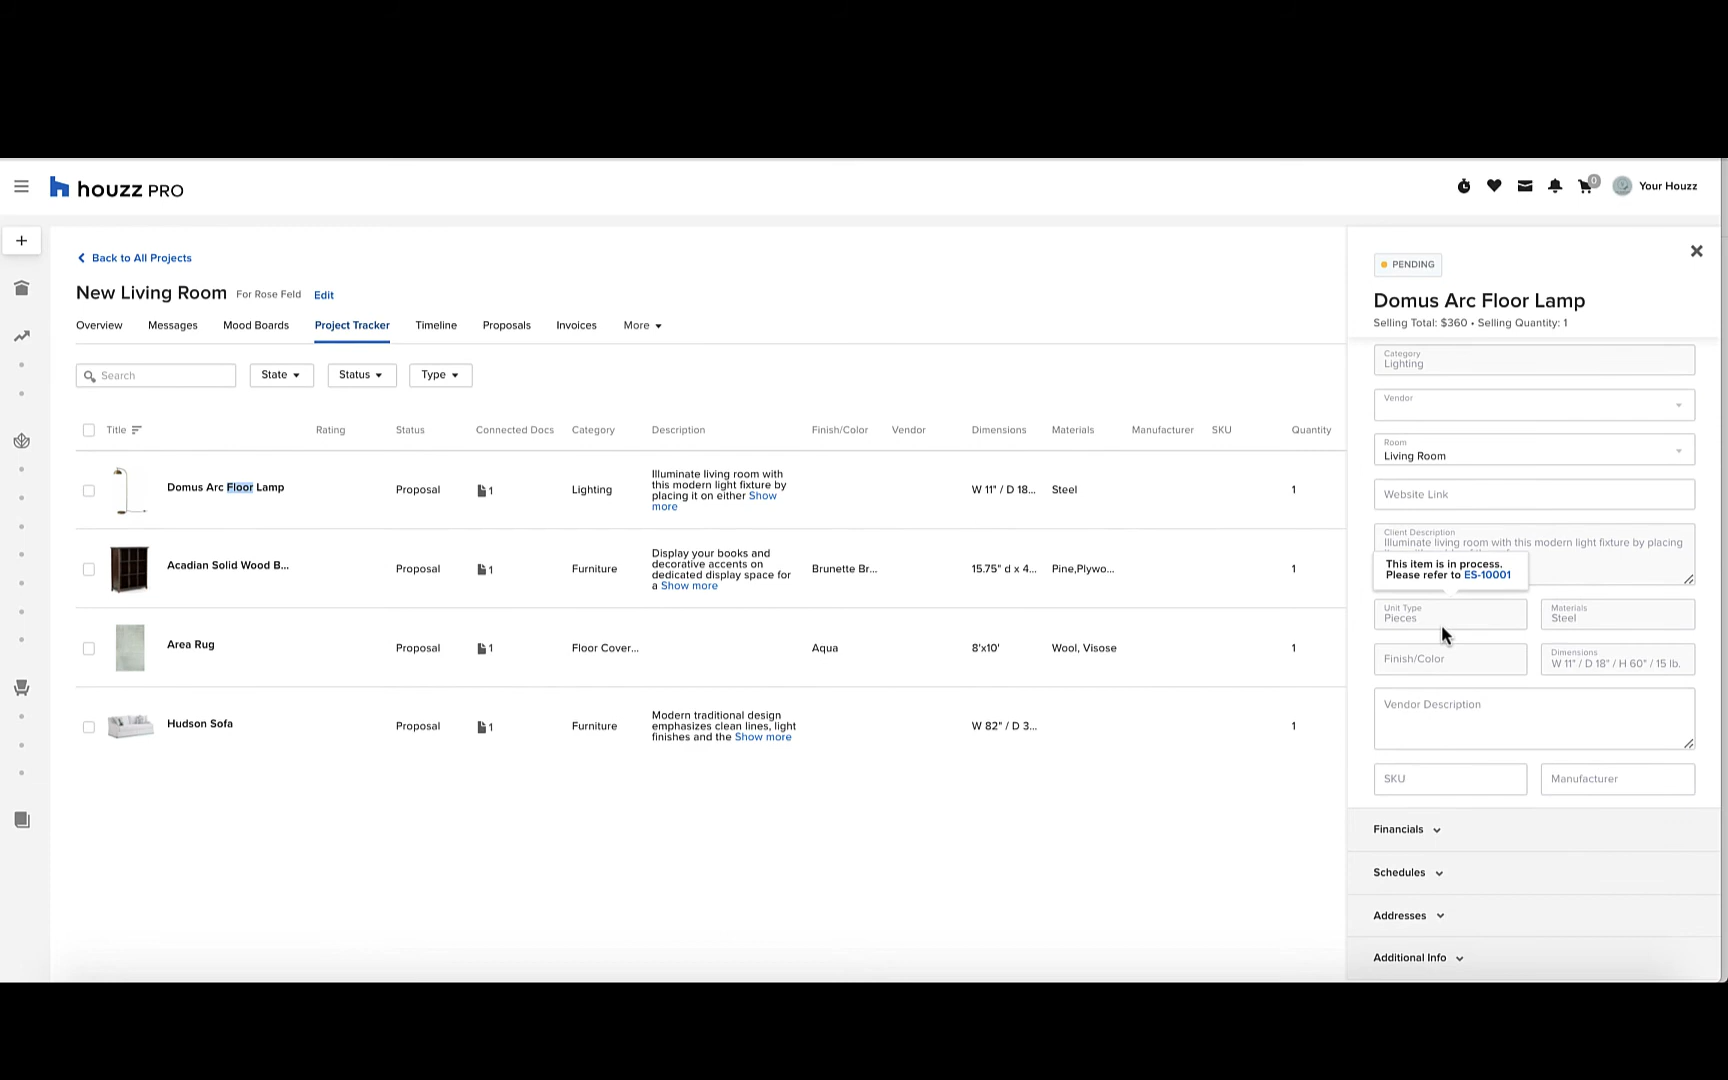 houzz PRO
0
Your Houzz
+
Back to All Projects
New Living Room For Rose Feld Edit
Overview Messages Mood Boards Project Tracker Timeline Proposals Invoices More
Search State Status Type
Title Rating Status Connected Docs Category Description Finish/Color Vendor Dimensions Materials Manufacturer SKU Quantity
Domus Arc Floor Lamp Proposal 1 Lighting
Illuminate living room with
this modern light fixture by
placing it on either Show
more
W 11" / D 18... Steel 1
Acadian Solid Wood B... Proposal 1 Furniture
Display your books and
decorative accents on
dedicated display space for
a Show more
Brunette Br... 15.75" d x 4... Pine,Plywo... 1
Area Rug Proposal 1 Floor Cover... Aqua 8'x10' Wool, Visose 1
Hudson Sofa Proposal 1 Furniture
Modern traditional design
emphasizes clean lines, light
finishes and the Show more
W 82" / D 3... 1
PENDING
Domus Arc Floor Lamp
Selling Total: $360 • Selling Quantity: 1
Category
Lighting
Vendor
Room
Living Room
Website Link
Client Description
Illuminate living room with this modern light fixture by placing
This item is in process.
Please refer to ES-10001
Unit Type
Pieces
Materials
Steel
Finish/Color
Dimensions
W 11" / D 18" / H 60" / 15 lb.
Vendor Description
SKU
Manufacturer
Financials
Schedules
Addresses
Additional Info